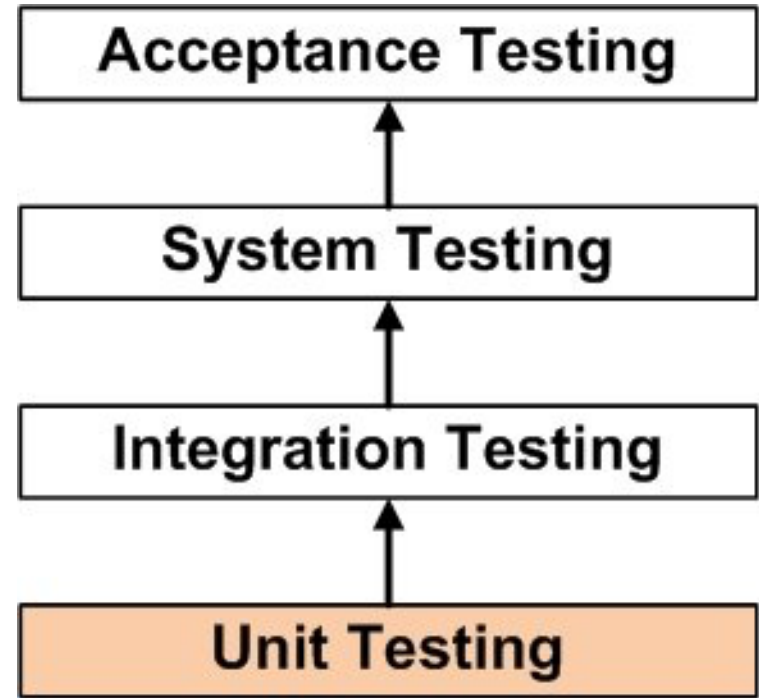 Acceptance Testing
System Testing
Integration Testing
Unit Testing